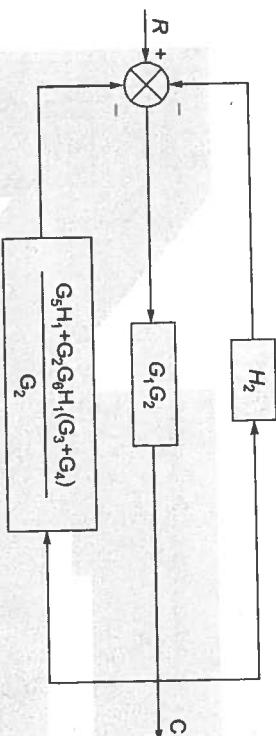 H₂
R + − −
G₁G₂
C
G₅H₁+G₂G₆H₁(G₃+G₄)
G₂